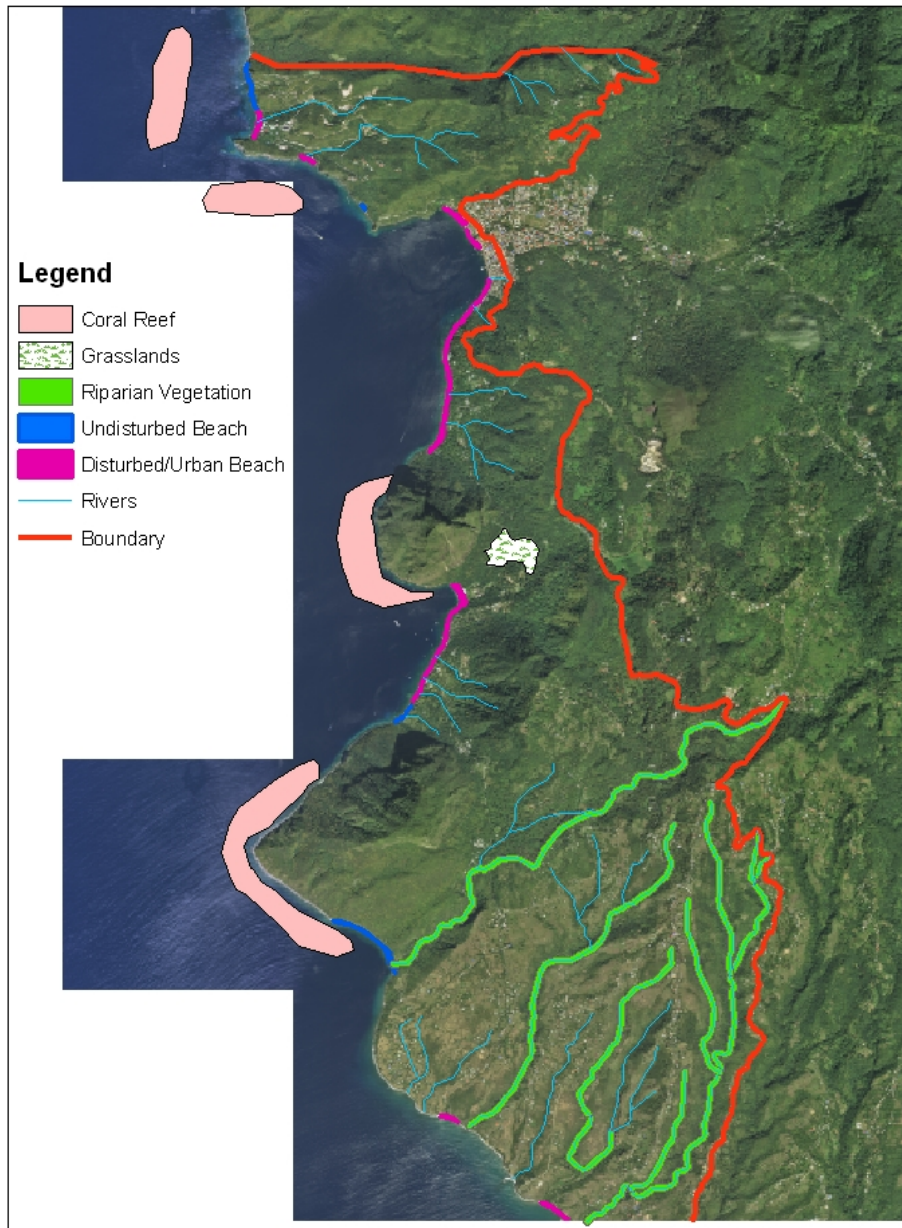 Legend
Coral Reef
Grasslands
Riparian Vegetation
Undisturbed Beach
Disturbed/Urban Beach
Rivers
Boundary